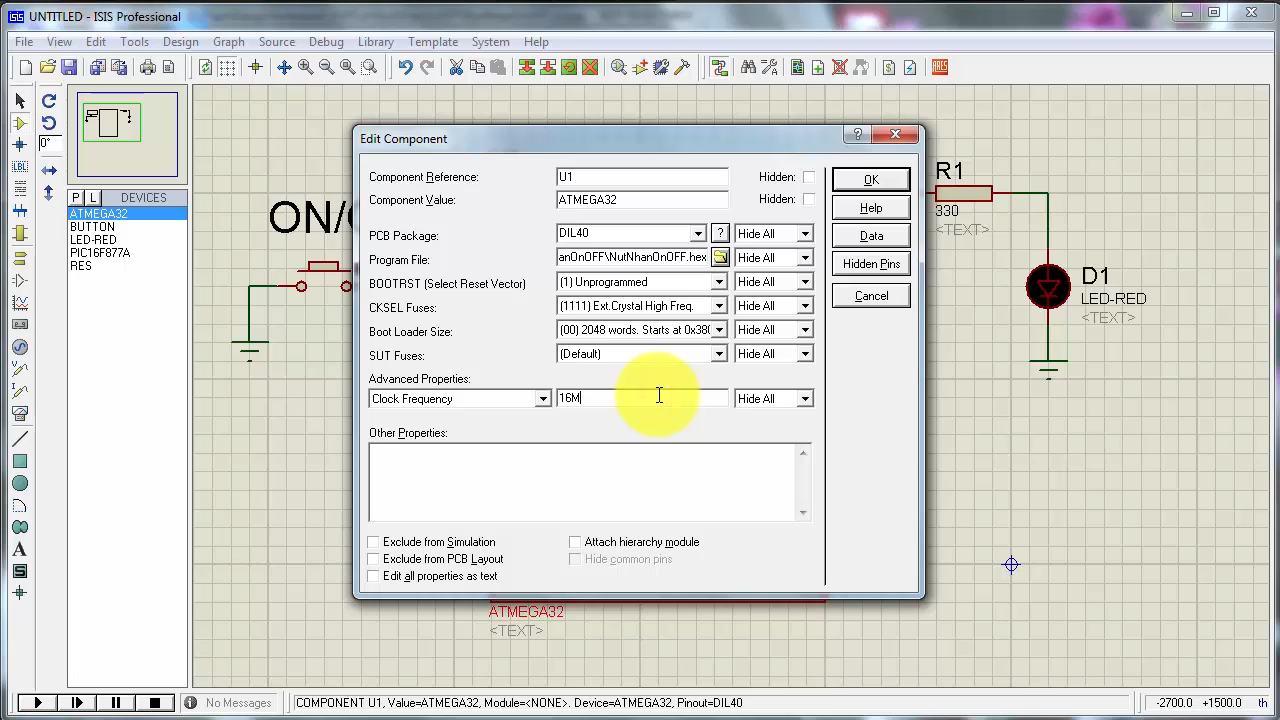 UNTITLED - ISIS Professional
File View Edit Tools Design Graph Source Debug Library Template System Help
ARES
0°
LBL
P L DEVICES
ATMEGA32
BUTTON
LED-RED
PIC16F877A
RES
A
S
ON/
R1
330
<TEXT>
D1
LED-RED
<TEXT>
Edit Component
Component Reference: U1 Hidden:
Component Value: ATMEGA32 Hidden:
PCB Package: DIL40 ? Hide All
Program File: anOnOFF\NutNhanOnOFF.hex Hide All
BOOTRST (Select Reset Vector) (1) Unprogrammed Hide All
CKSEL Fuses: (1111) Ext.Crystal High Freq. Hide All
Boot Loader Size: (00) 2048 words. Starts at 0x380 Hide All
SUT Fuses: (Default) Hide All
Advanced Properties:
Clock Frequency 16M Hide All
Other Properties:
Exclude from Simulation
Exclude from PCB Layout
Edit all properties as text
Attach hierarchy module
Hide common pins
OK
Help
Data
Hidden Pins
Cancel
ATMEGA32
<TEXT>
No Messages COMPONENT U1, Value=ATMEGA32, Module=<NONE>, Device=ATMEGA32, Pinout=DIL40 -2700.0 +1500.0 th